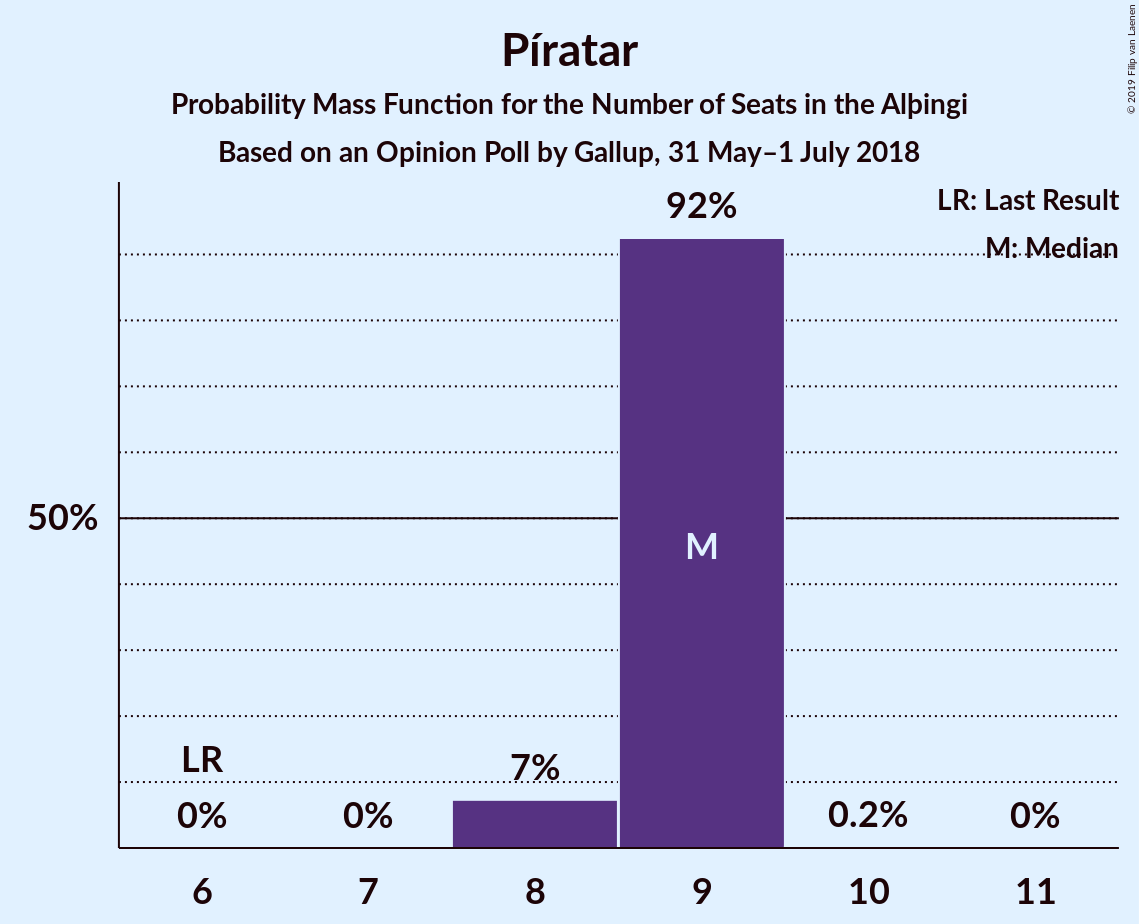 Píratar
Probability Mass Function for the Number of Seats in the Alþingi
Based on an Opinion Poll by Gallup, 31 May–1 July 2018
© 2019 Filip van Laenen
LR: Last Result
M: Median
92%
50%
M
LR
7%
0%
0%
0.2%
0%
6
7
8
9
10
11